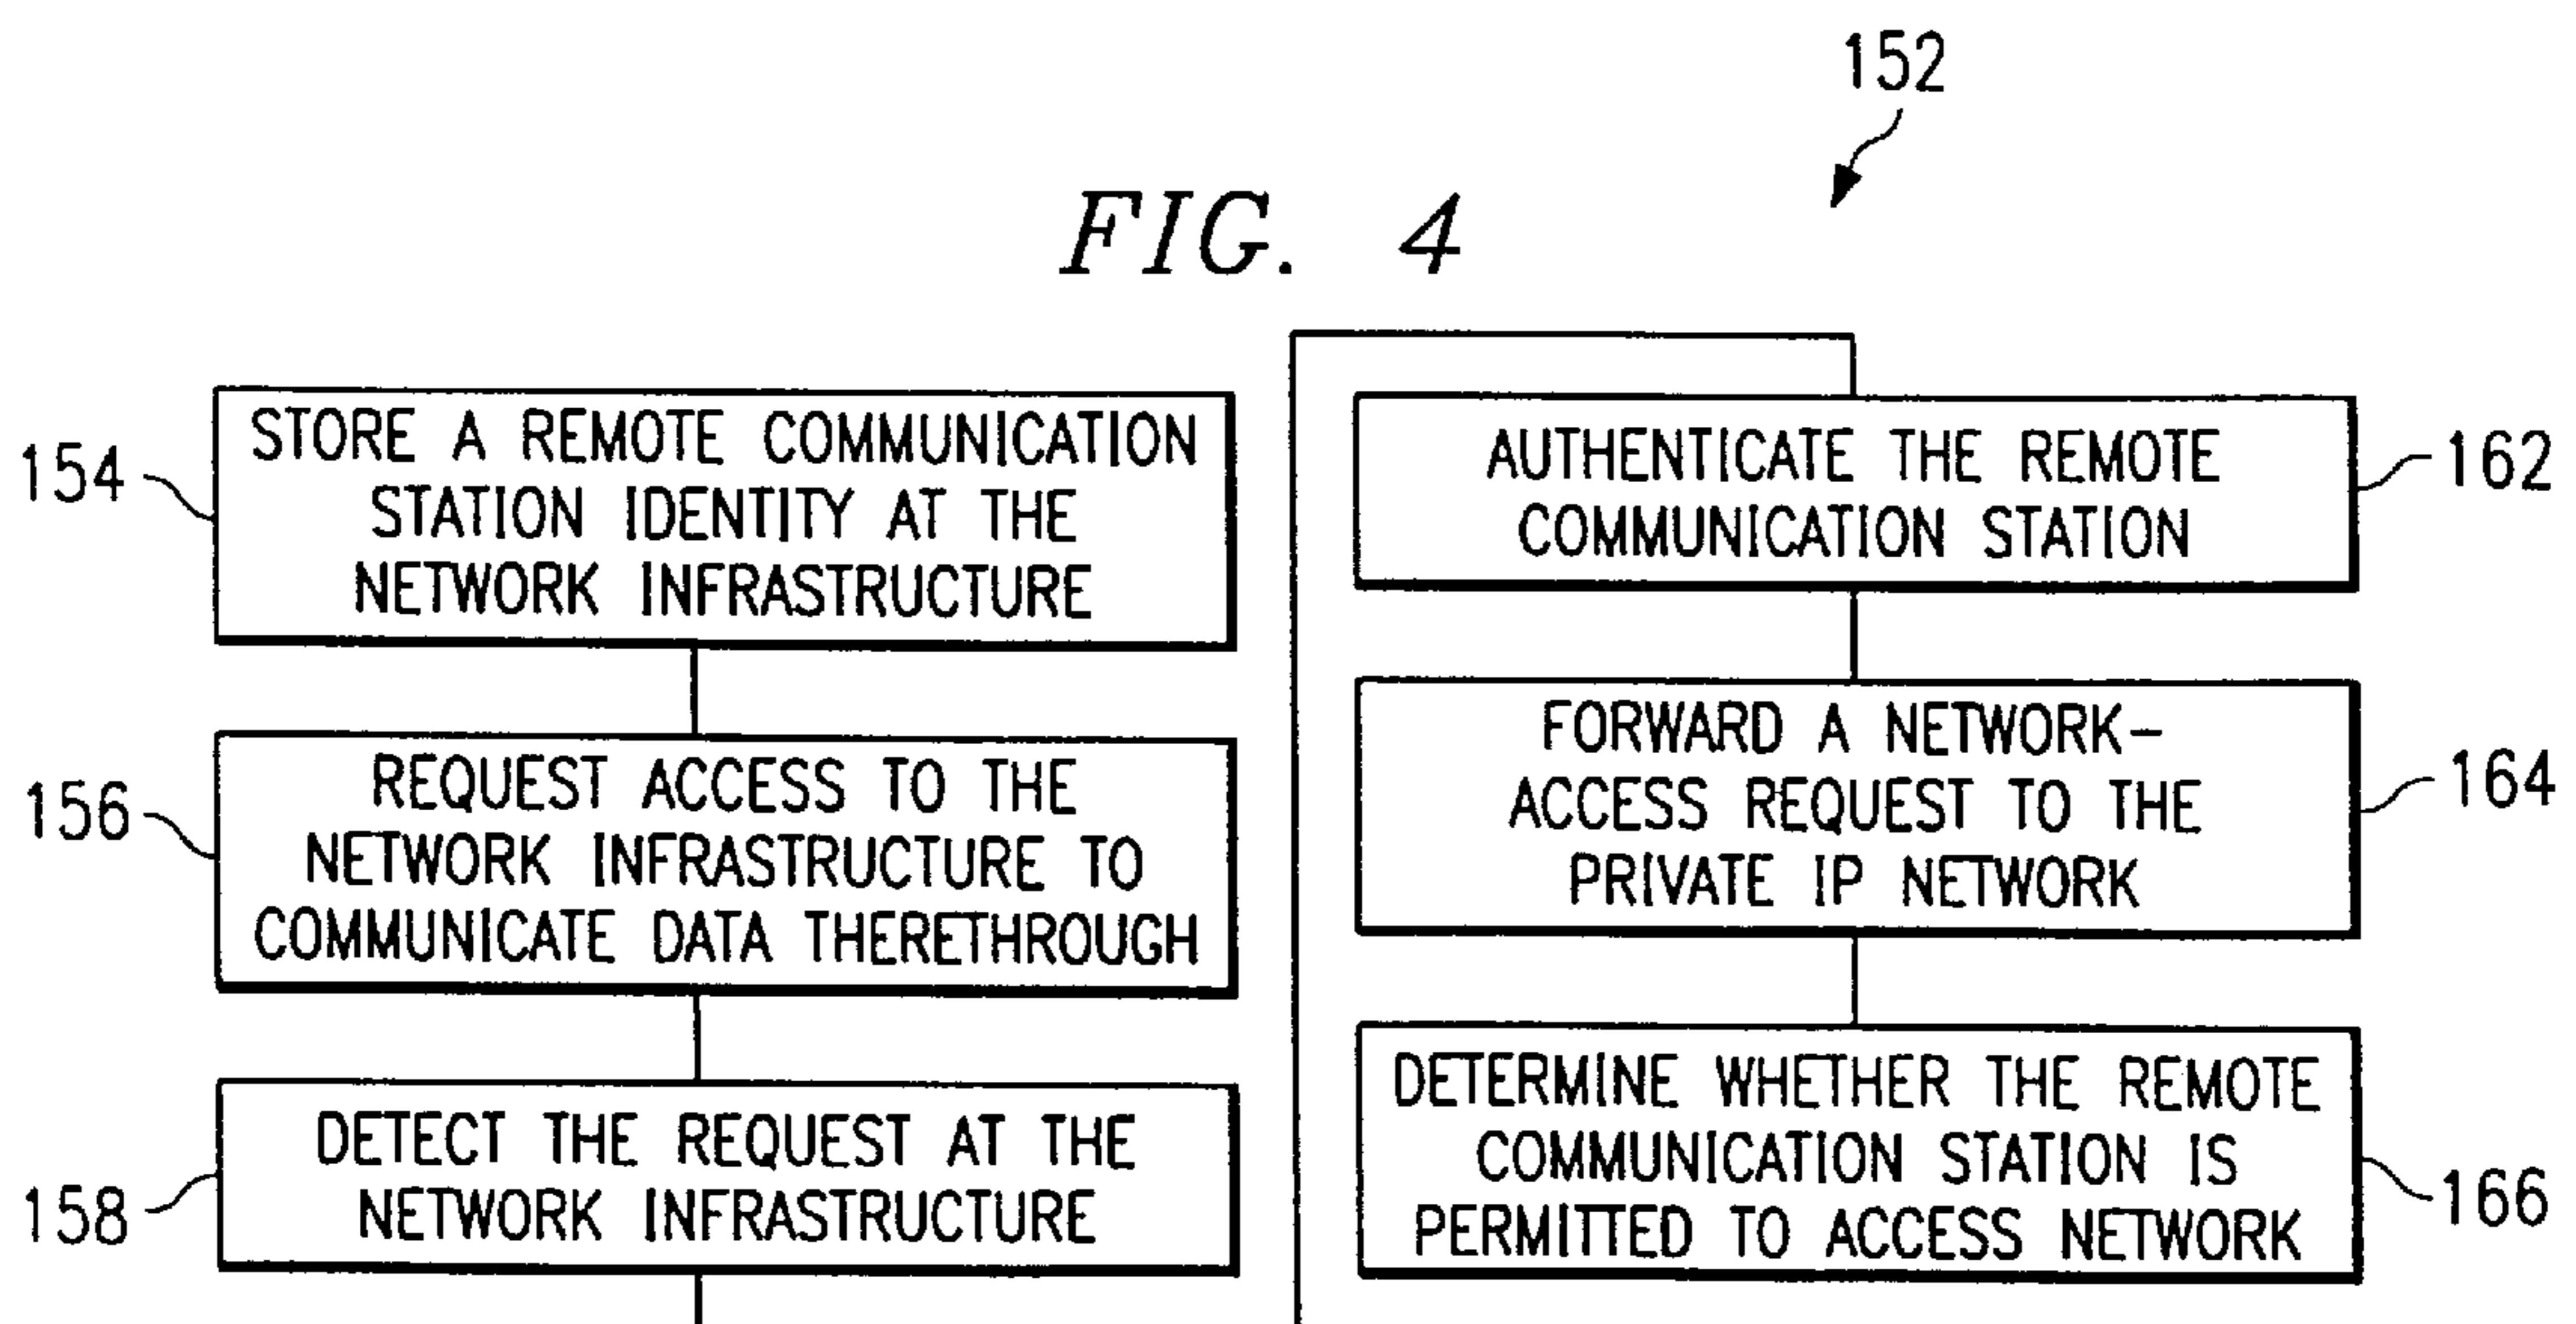 152
FIG. 4
154
STORE A REMOTE COMMUNICATION
STATION IDENTITY AT THE
NETWORK INFRASTRUCTURE
156
REQUEST ACCESS TO THE
NETWORK INFRASTRUCTURE TO
COMMUNICATE DATA THERETHROUGH
158
DETECT THE REQUEST AT THE
NETWORK INFRASTRUCTURE
AUTHENTICATE THE REMOTE
COMMUNICATION STATION
162
FORWARD A NETWORK-
ACCESS REQUEST TO THE
PRIVATE IP NETWORK
164
DETERMINE WHETHER THE REMOTE
COMMUNICATION STATION IS
PERMITTED TO ACCESS NETWORK
166